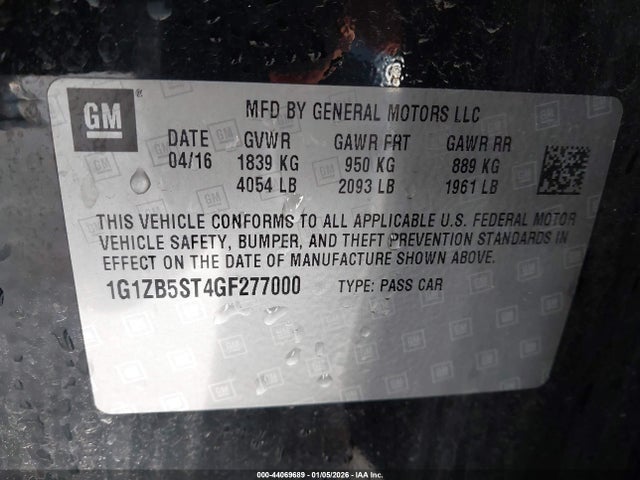 GM
MFD BY GENERAL MOTORS LLC
DATE GVWR GAWR FRT GAWR RR
04/16 1839 KG 950 KG 889 KG
4054 LB 2093 LB 1961 LB
THIS VEHICLE CONFORMS TO ALL APPLICABLE U.S. FEDERAL MOTOR
VEHICLE SAFETY, BUMPER, AND THEFT PREVENTION STANDARDS IN
EFFECT ON THE DATE OF MANUFACTURE SHOWN ABOVE.
1G1ZB5ST4GF277000 TYPE: PASS CAR
000-44069689 | 01/05/2026 - IAA Inc.